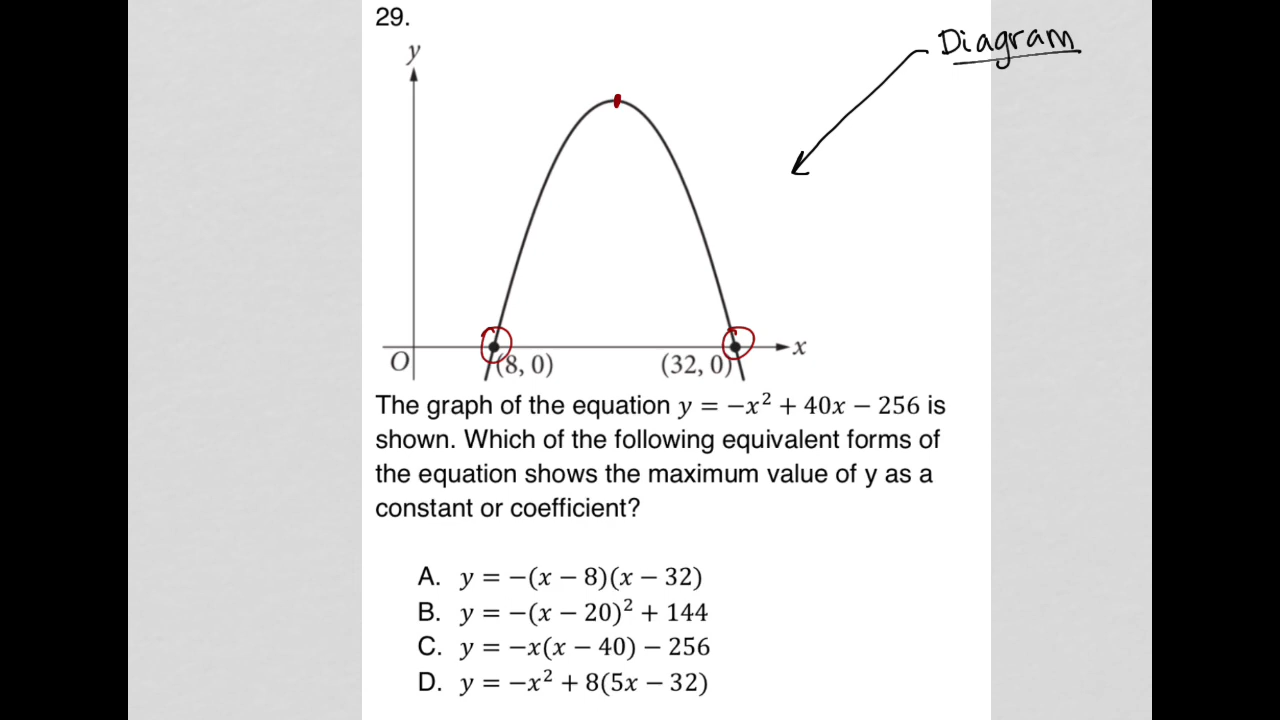 29.
Diagram
y
O
(8, 0)
(32, 0)
x
The graph of the equation y = −x² + 40x − 256 is
shown. Which of the following equivalent forms of
the equation shows the maximum value of y as a
constant or coefficient?
A. y = −(x − 8)(x − 32)
B. y = −(x − 20)² + 144
C. y = −x(x − 40) − 256
D. y = −x² + 8(5x − 32)